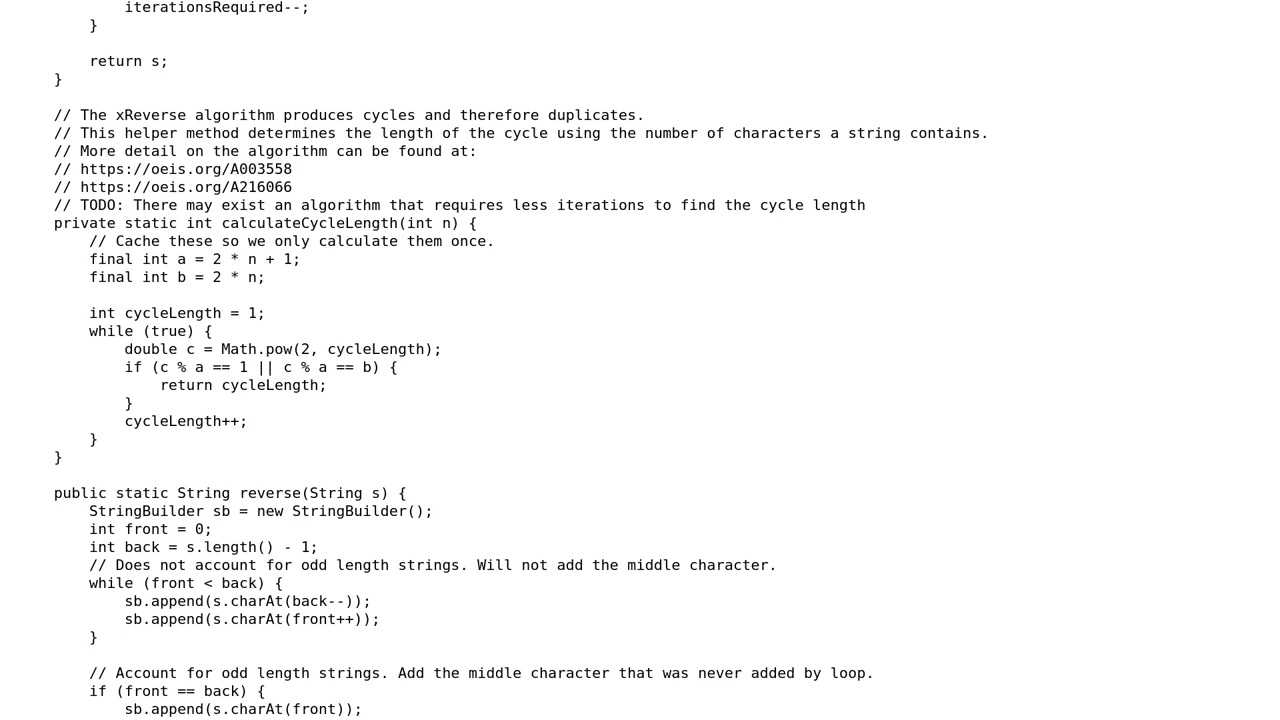 iterationsRequired--;
        }

        return s;
    }

    // The xReverse algorithm produces cycles and therefore duplicates.
    // This helper method determines the length of the cycle using the number of characters a string contains.
    // More detail on the algorithm can be found at:
    // https://oeis.org/A003558
    // https://oeis.org/A216066
    // TODO: There may exist an algorithm that requires less iterations to find the cycle length
    private static int calculateCycleLength(int n) {
        // Cache these so we only calculate them once.
        final int a = 2 * n + 1;
        final int b = 2 * n;

        int cycleLength = 1;
        while (true) {
            double c = Math.pow(2, cycleLength);
            if (c % a == 1 || c % a == b) {
                return cycleLength;
            }
            cycleLength++;
        }
    }

    public static String reverse(String s) {
        StringBuilder sb = new StringBuilder();
        int front = 0;
        int back = s.length() - 1;
        // Does not account for odd length strings. Will not add the middle character.
        while (front < back) {
            sb.append(s.charAt(back--));
            sb.append(s.charAt(front++));
        }

        // Account for odd length strings. Add the middle character that was never added by loop.
        if (front == back) {
            sb.append(s.charAt(front));